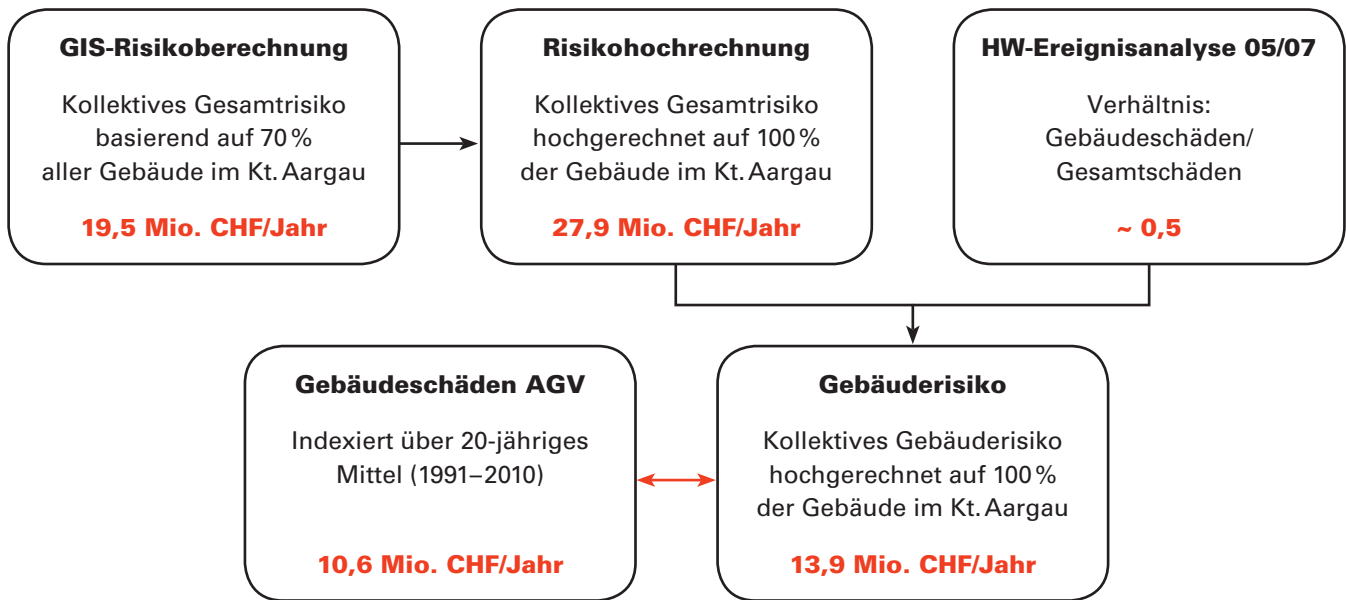 GIS-Risikoberechnung
Kollektives Gesamtrisiko
basierend auf 70 %
aller Gebäude im Kt. Aargau
19,5 Mio. CHF/Jahr
Risikohochrechnung
Kollektives Gesamtrisiko
hochgerechnet auf 100 %
der Gebäude im Kt. Aargau
27,9 Mio. CHF/Jahr
HW-Ereignisanalyse 05/07
Verhältnis:
Gebäudeschäden/
Gesamtschäden
~ 0,5
Gebäudeschäden AGV
Indexiert über 20-jähriges
Mittel (1991–2010)
10,6 Mio. CHF/Jahr
Gebäuderisiko
Kollektives Gebäuderisiko
hochgerechnet auf 100 %
der Gebäude im Kt. Aargau
13,9 Mio. CHF/Jahr